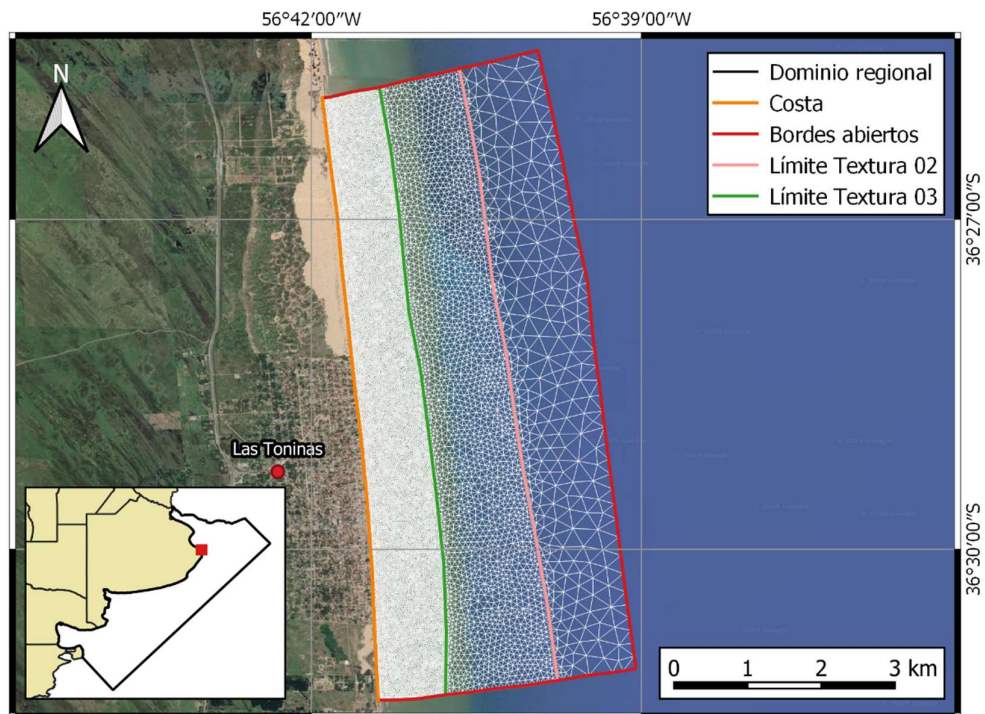 56°42′00″W
56°39′00″W
N
Dominio regional
Costa
Bordes abiertos
Límite Textura 02
Límite Textura 03
36°27′00″S
Las Toninas
36°30′00″S
0 1 2 3 km